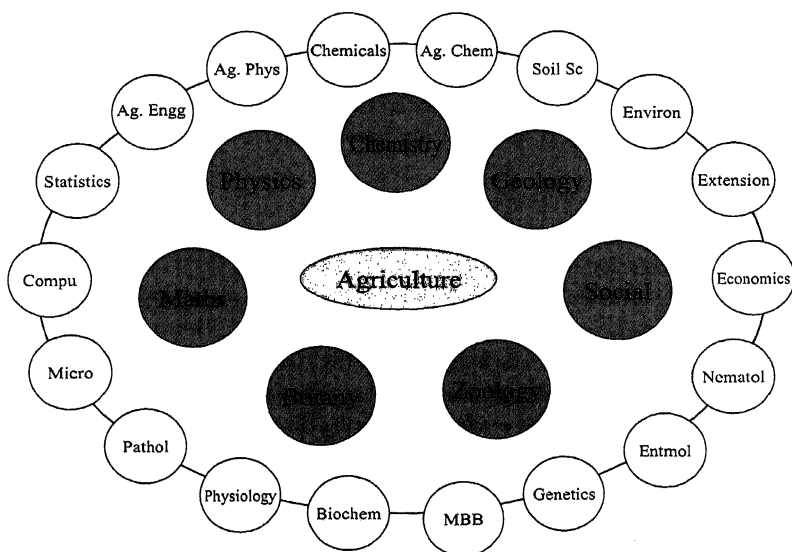 Chemicals
Ag. Chem
Ag. Phys
Soil Sc
Ag. Engg
Environ
Chemistry
Physics
Geology
Statistics
Extension
Agriculture
Compu
Economics
Maths
Social
Micro
Nematol
Botany
Zoology
Pathol
Entmol
Physiology
Genetics
Biochem
MBB